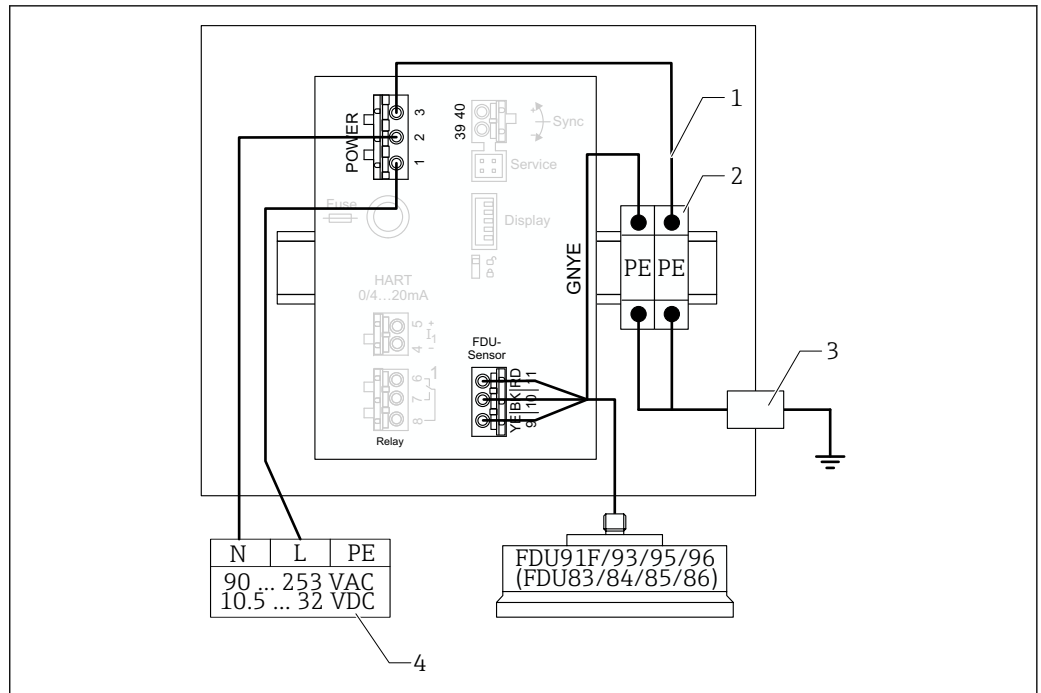 POWER
3
2
1
39 40
+
-
Sync
Service
Fuse
Display
HART
0/4...20mA
5 +
4 -
I1
FDU-
Sensor
1
6
7
8
Relay
RD 11
BK 10
YE 9
GNYE
PE PE
1
2
3
N L PE
90 ... 253 VAC
10.5 ... 32 VDC
4
FDU91F/93/95/96
(FDU83/84/85/86)